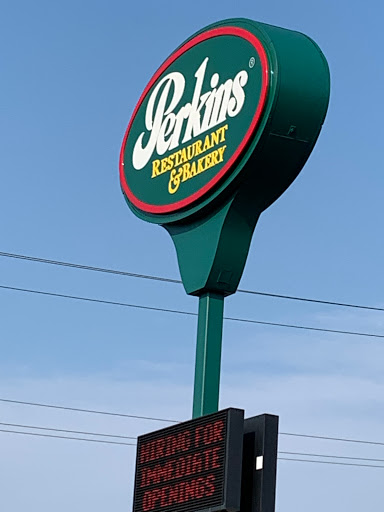 Perkins®
RESTAURANT
& BAKERY
HIRING FOR
IMMEDIATE
OPENINGS